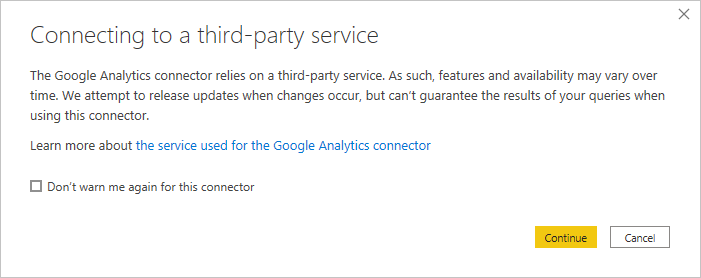 Connecting to a third-party service
The Google Analytics connector relies on a third-party service. As such, features and availability may vary over
time. We attempt to release updates when changes occur, but can't guarantee the results of your queries when
using this connector.
Learn more about the service used for the Google Analytics connector
Don't warn me again for this connector
Continue
Cancel